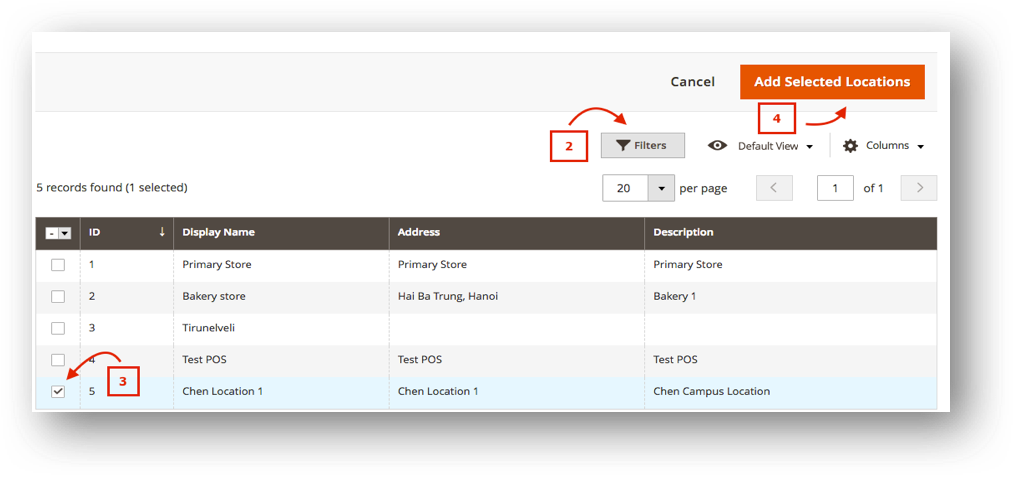 Cancel Add Selected Locations
4
2 Filters Default View Columns
5 records found (1 selected) 20 per page 1 of 1
ID Display Name Address Description
1 Primary Store Primary Store Primary Store
2 Bakery store Hai Ba Trung, Hanoi Bakery 1
3 Tirunelveli
4 Test POS Test POS Test POS
3
5 Chen Location 1 Chen Location 1 Chen Campus Location